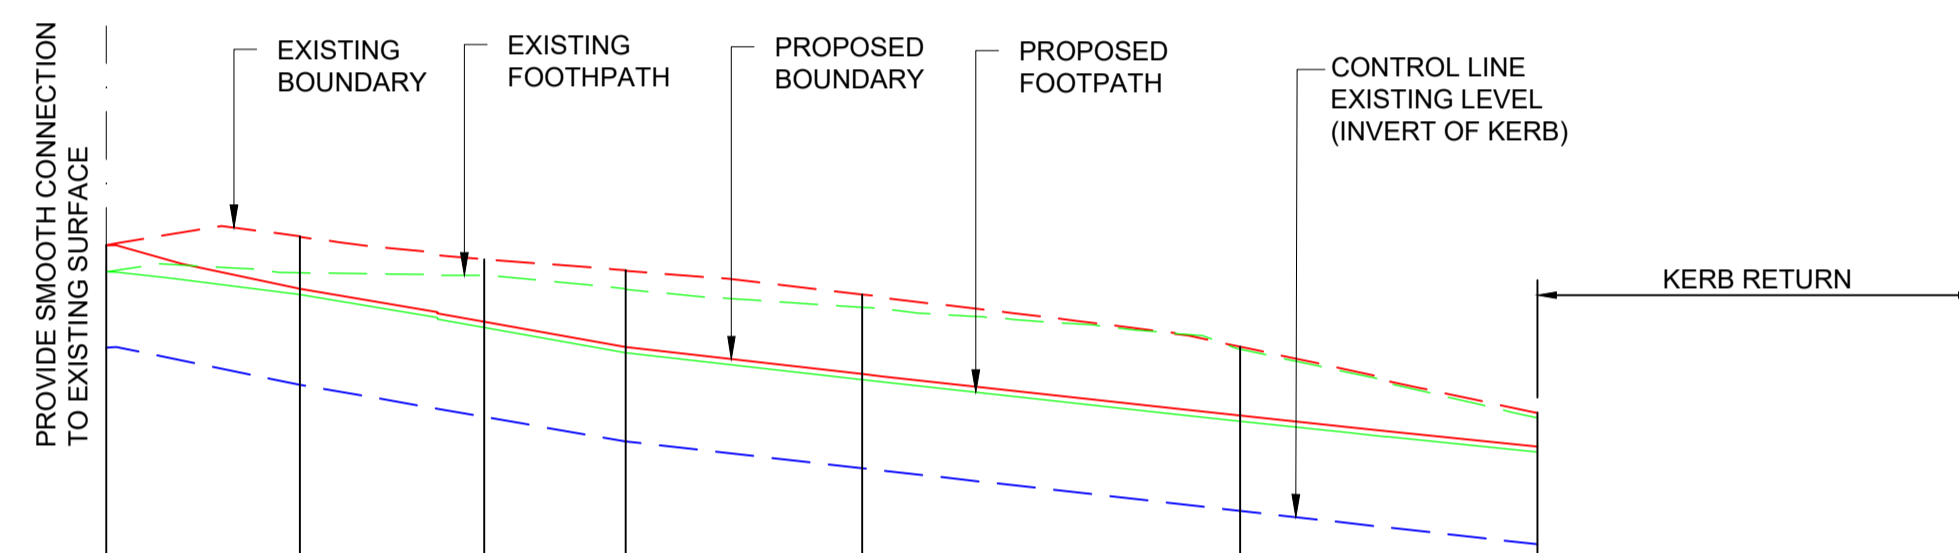 PROVIDE SMOOTH CONNECTION
TO EXISTING SURFACE
EXISTING
BOUNDARY
EXISTING
FOOTHPATH
PROPOSED
BOUNDARY
PROPOSED
FOOTPATH
CONTROL LINE
EXISTING LEVEL
(INVERT OF KERB)
KERB RETURN